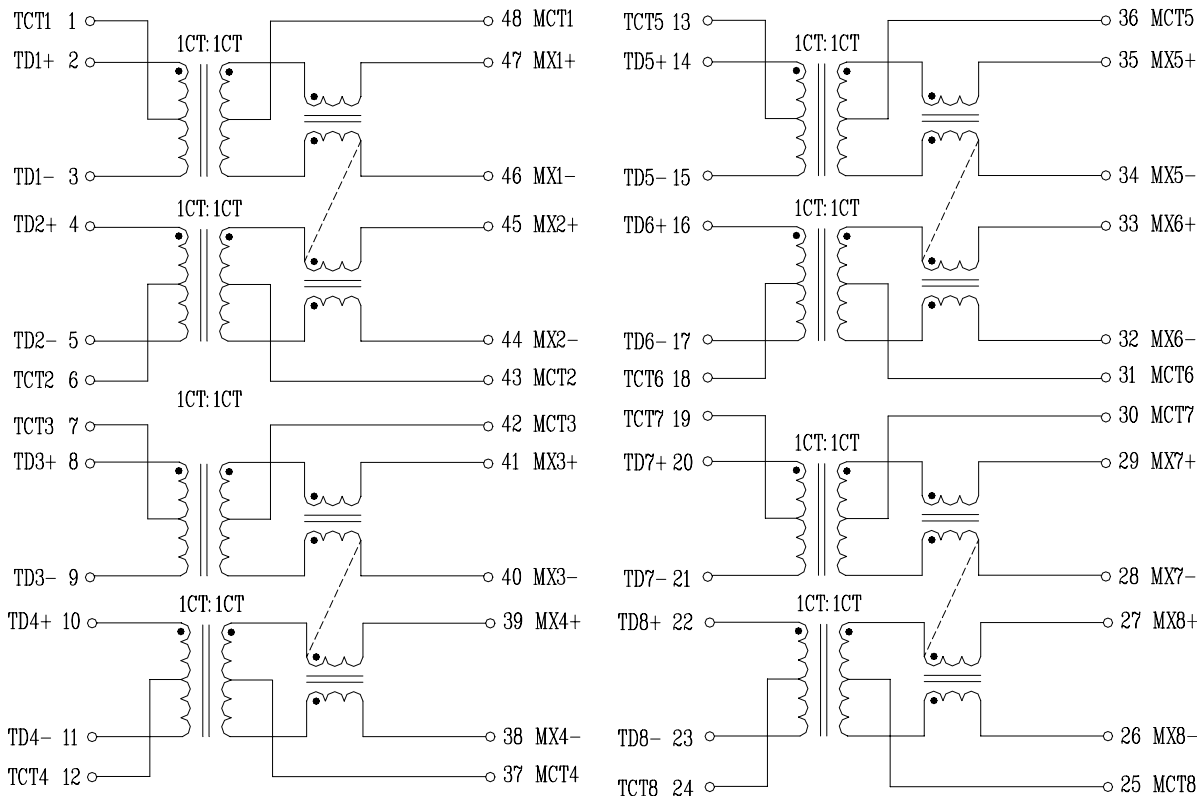 TCT1 1 48 MCT1
1CT:1CT
TD1+ 2 47 MX1+
TD1- 3 46 MX1-
1CT:1CT
TD2+ 4 45 MX2+
TD2- 5 44 MX2-
TCT2 6 43 MCT2
1CT:1CT
TCT3 7 42 MCT3
TD3+ 8 41 MX3+
TD3- 9 40 MX3-
1CT:1CT
TD4+ 10 39 MX4+
TD4- 11 38 MX4-
TCT4 12 37 MCT4
TCT5 13 36 MCT5
1CT:1CT
TD5+ 14 35 MX5+
TD5- 15 34 MX5-
1CT:1CT
TD6+ 16 33 MX6+
TD6- 17 32 MX6-
TCT6 18 31 MCT6
TCT7 19 30 MCT7
1CT:1CT
TD7+ 20 29 MX7+
TD7- 21 28 MX7-
1CT:1CT
TD8+ 22 27 MX8+
TD8- 23 26 MX8-
TCT8 24 25 MCT8